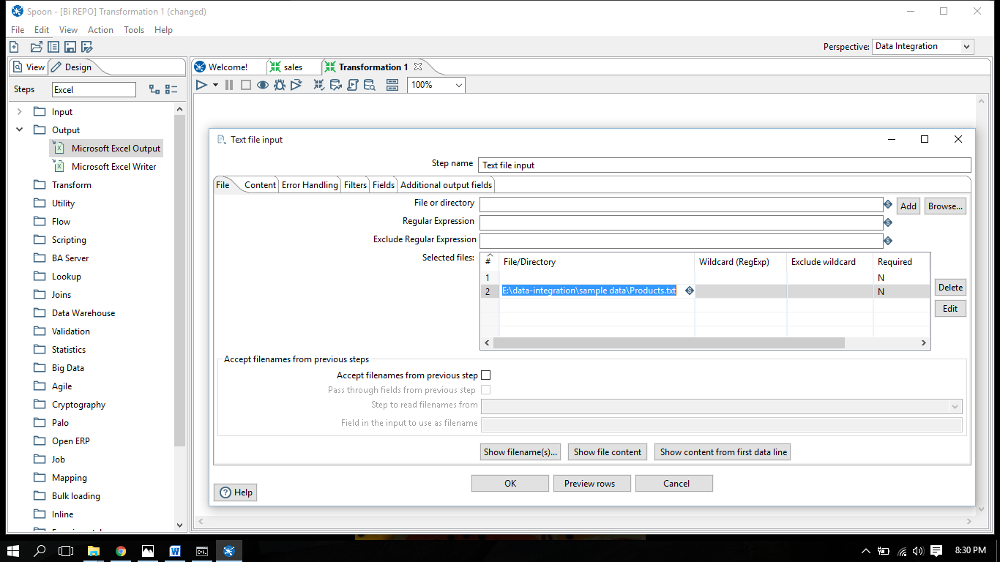 Spoon - [Bi REPO] Transformation 1 (changed)
File Edit View Action Tools Help
Perspective: Data Integration
View Design
Welcome! sales Transformation 1
Steps Excel
100%
Input
Output
Microsoft Excel Output
Microsoft Excel Writer
Transform
Utility
Flow
Scripting
BA Server
Lookup
Joins
Data Warehouse
Validation
Statistics
Big Data
Agile
Cryptography
Palo
Open ERP
Job
Mapping
Bulk loading
Inline
Text file input
Step name Text file input
File Content Error Handling Filters Fields Additional output fields
File or directory Add Browse...
Regular Expression
Exclude Regular Expression
Selected files:
# File/Directory Wildcard (RegExp) Exclude wildcard Required
1 N
2 E:\data-integration\sample data\Products.txt N
Delete
Edit
Accept filenames from previous steps
Accept filenames from previous step
Pass through fields from previous step
Step to read filenames from
Field in the input to use as filename
Show filename(s)... Show file content Show content from first data line
OK Preview rows Cancel
Help
8:30 PM